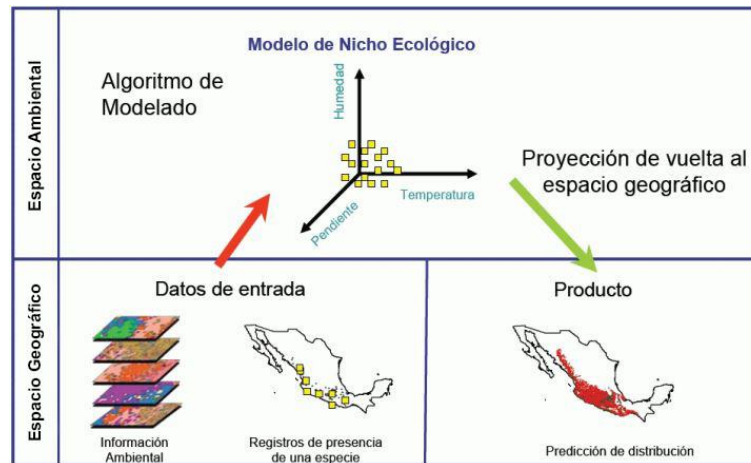 Modelo de Nicho Ecológico
Algoritmo de
Modelado
Humedad
Temperatura
Pendiente
Proyección de vuelta al
espacio geográfico
Espacio Ambiental
Espacio Geográfico
Datos de entrada
Información
Ambiental
Registros de presencia
de una especie
Producto
Predicción de distribución